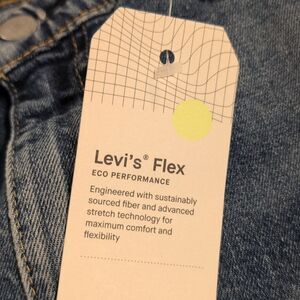 Levi's® Flex
ECO PERFORMANCE
Engineered with sustainably
sourced fiber and advanced
stretch technology for
maximum comfort and
flexibility